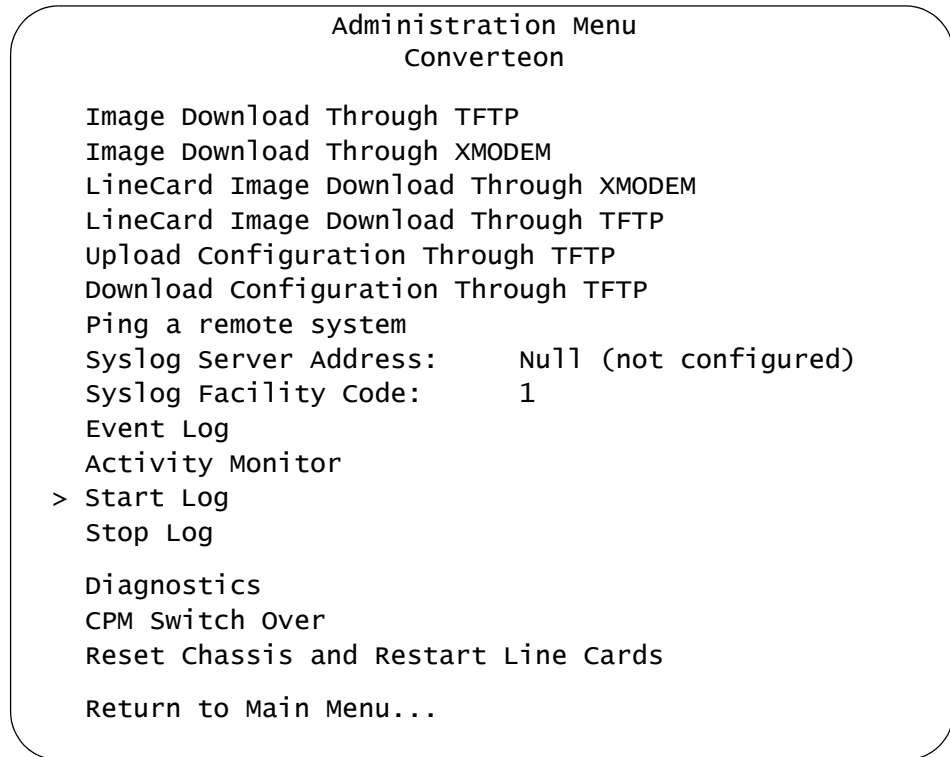 Administration Menu
Converteon
Image Download Through TFTP
Image Download Through XMODEM
LineCard Image Download Through XMODEM
LineCard Image Download Through TFTP
Upload Configuration Through TFTP
Download Configuration Through TFTP
Ping a remote system
Syslog Server Address: Null (not configured)
Syslog Facility Code: 1
Event Log
Activity Monitor
> Start Log
Stop Log
Diagnostics
CPM Switch Over
Reset Chassis and Restart Line Cards
Return to Main Menu...